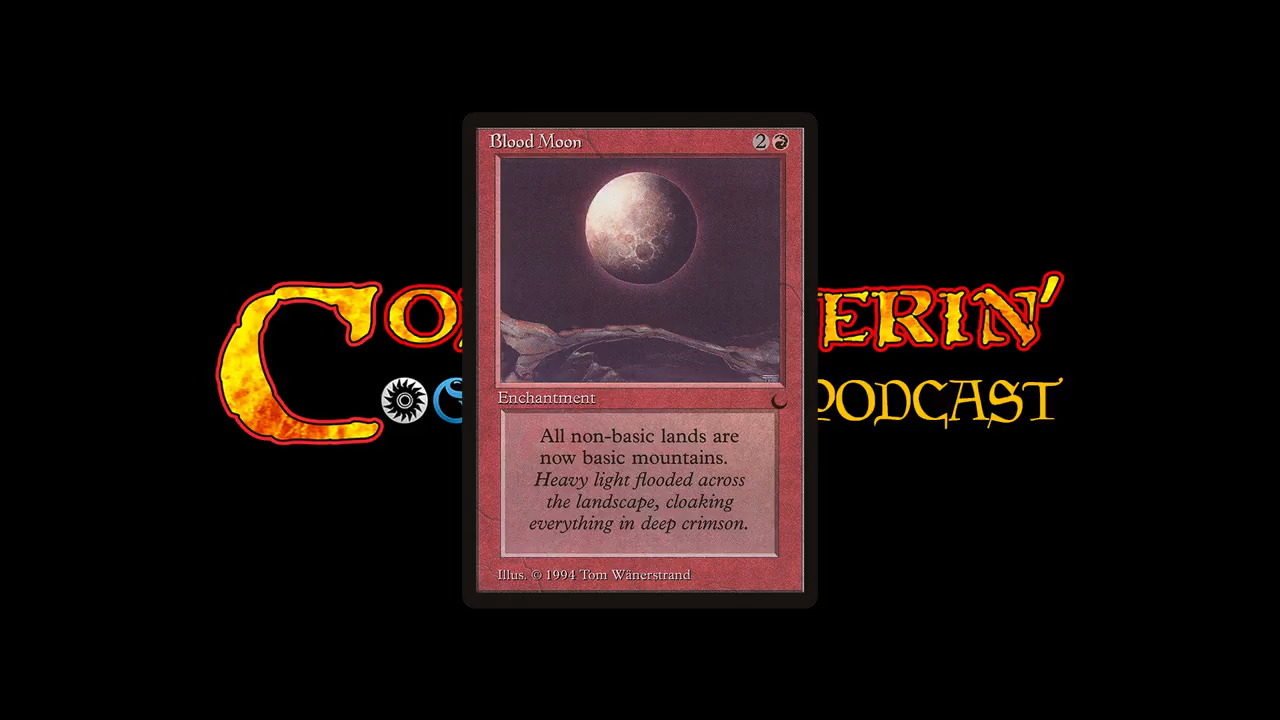 Blood Moon 2
Enchantment
All non-basic lands are
now basic mountains.
Heavy light flooded across
the landscape, cloaking
everything in deep crimson.
Illus. © 1994 Tom Wänerstrand
ERIN'
PODCAST